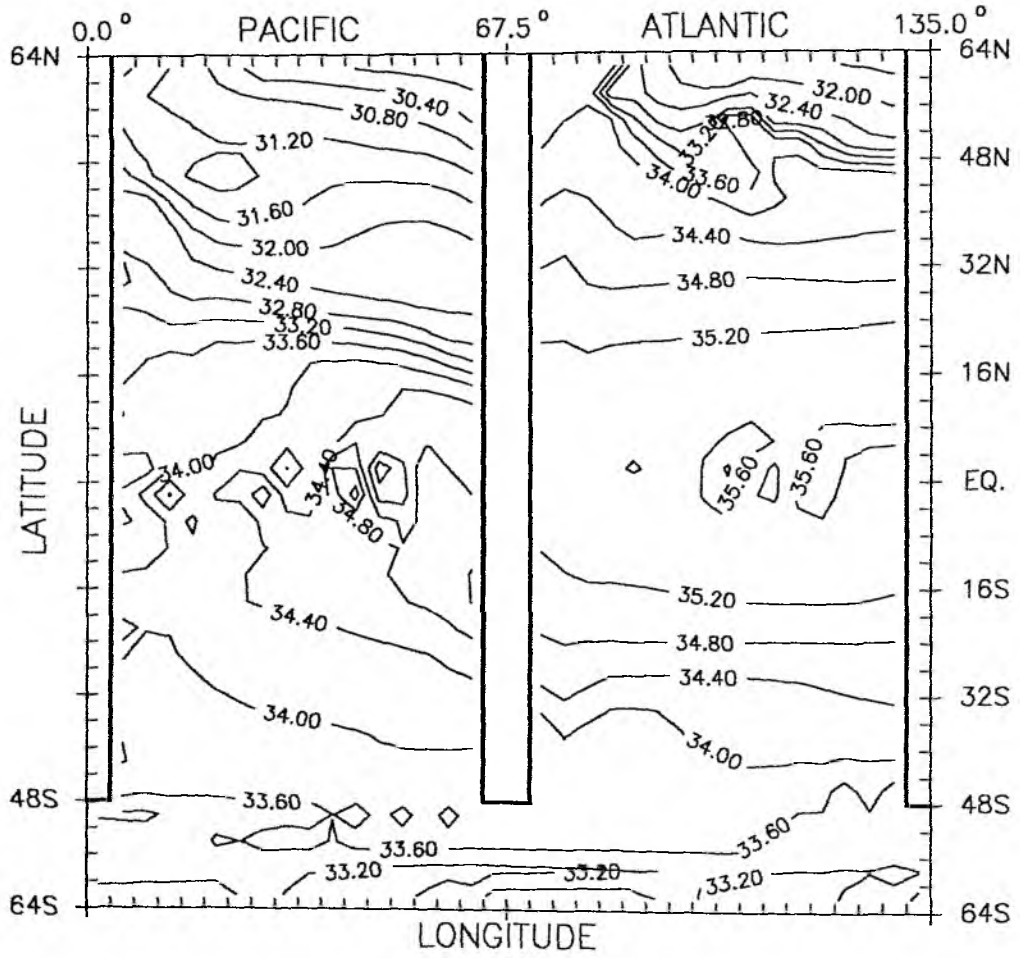 0.0° PACIFIC 67.5° ATLANTIC 135.0°
64N 64N
30.40 32.00
30.80 32.40
32.80
31.20 33.20 48N
34.00 33.60
31.60
32.00 34.40
32.40 34.80 32N
32.80
33.20 35.20
33.60
16N
LATITUDE
34.00 34.40 35.60 35.60 EQ.
34.80
34.40 35.20 16S
34.80
34.40
34.00 32S
34.00
48S 33.60 48S
33.60 33.60
33.20 33.20 33.20
64S 64S
LONGITUDE